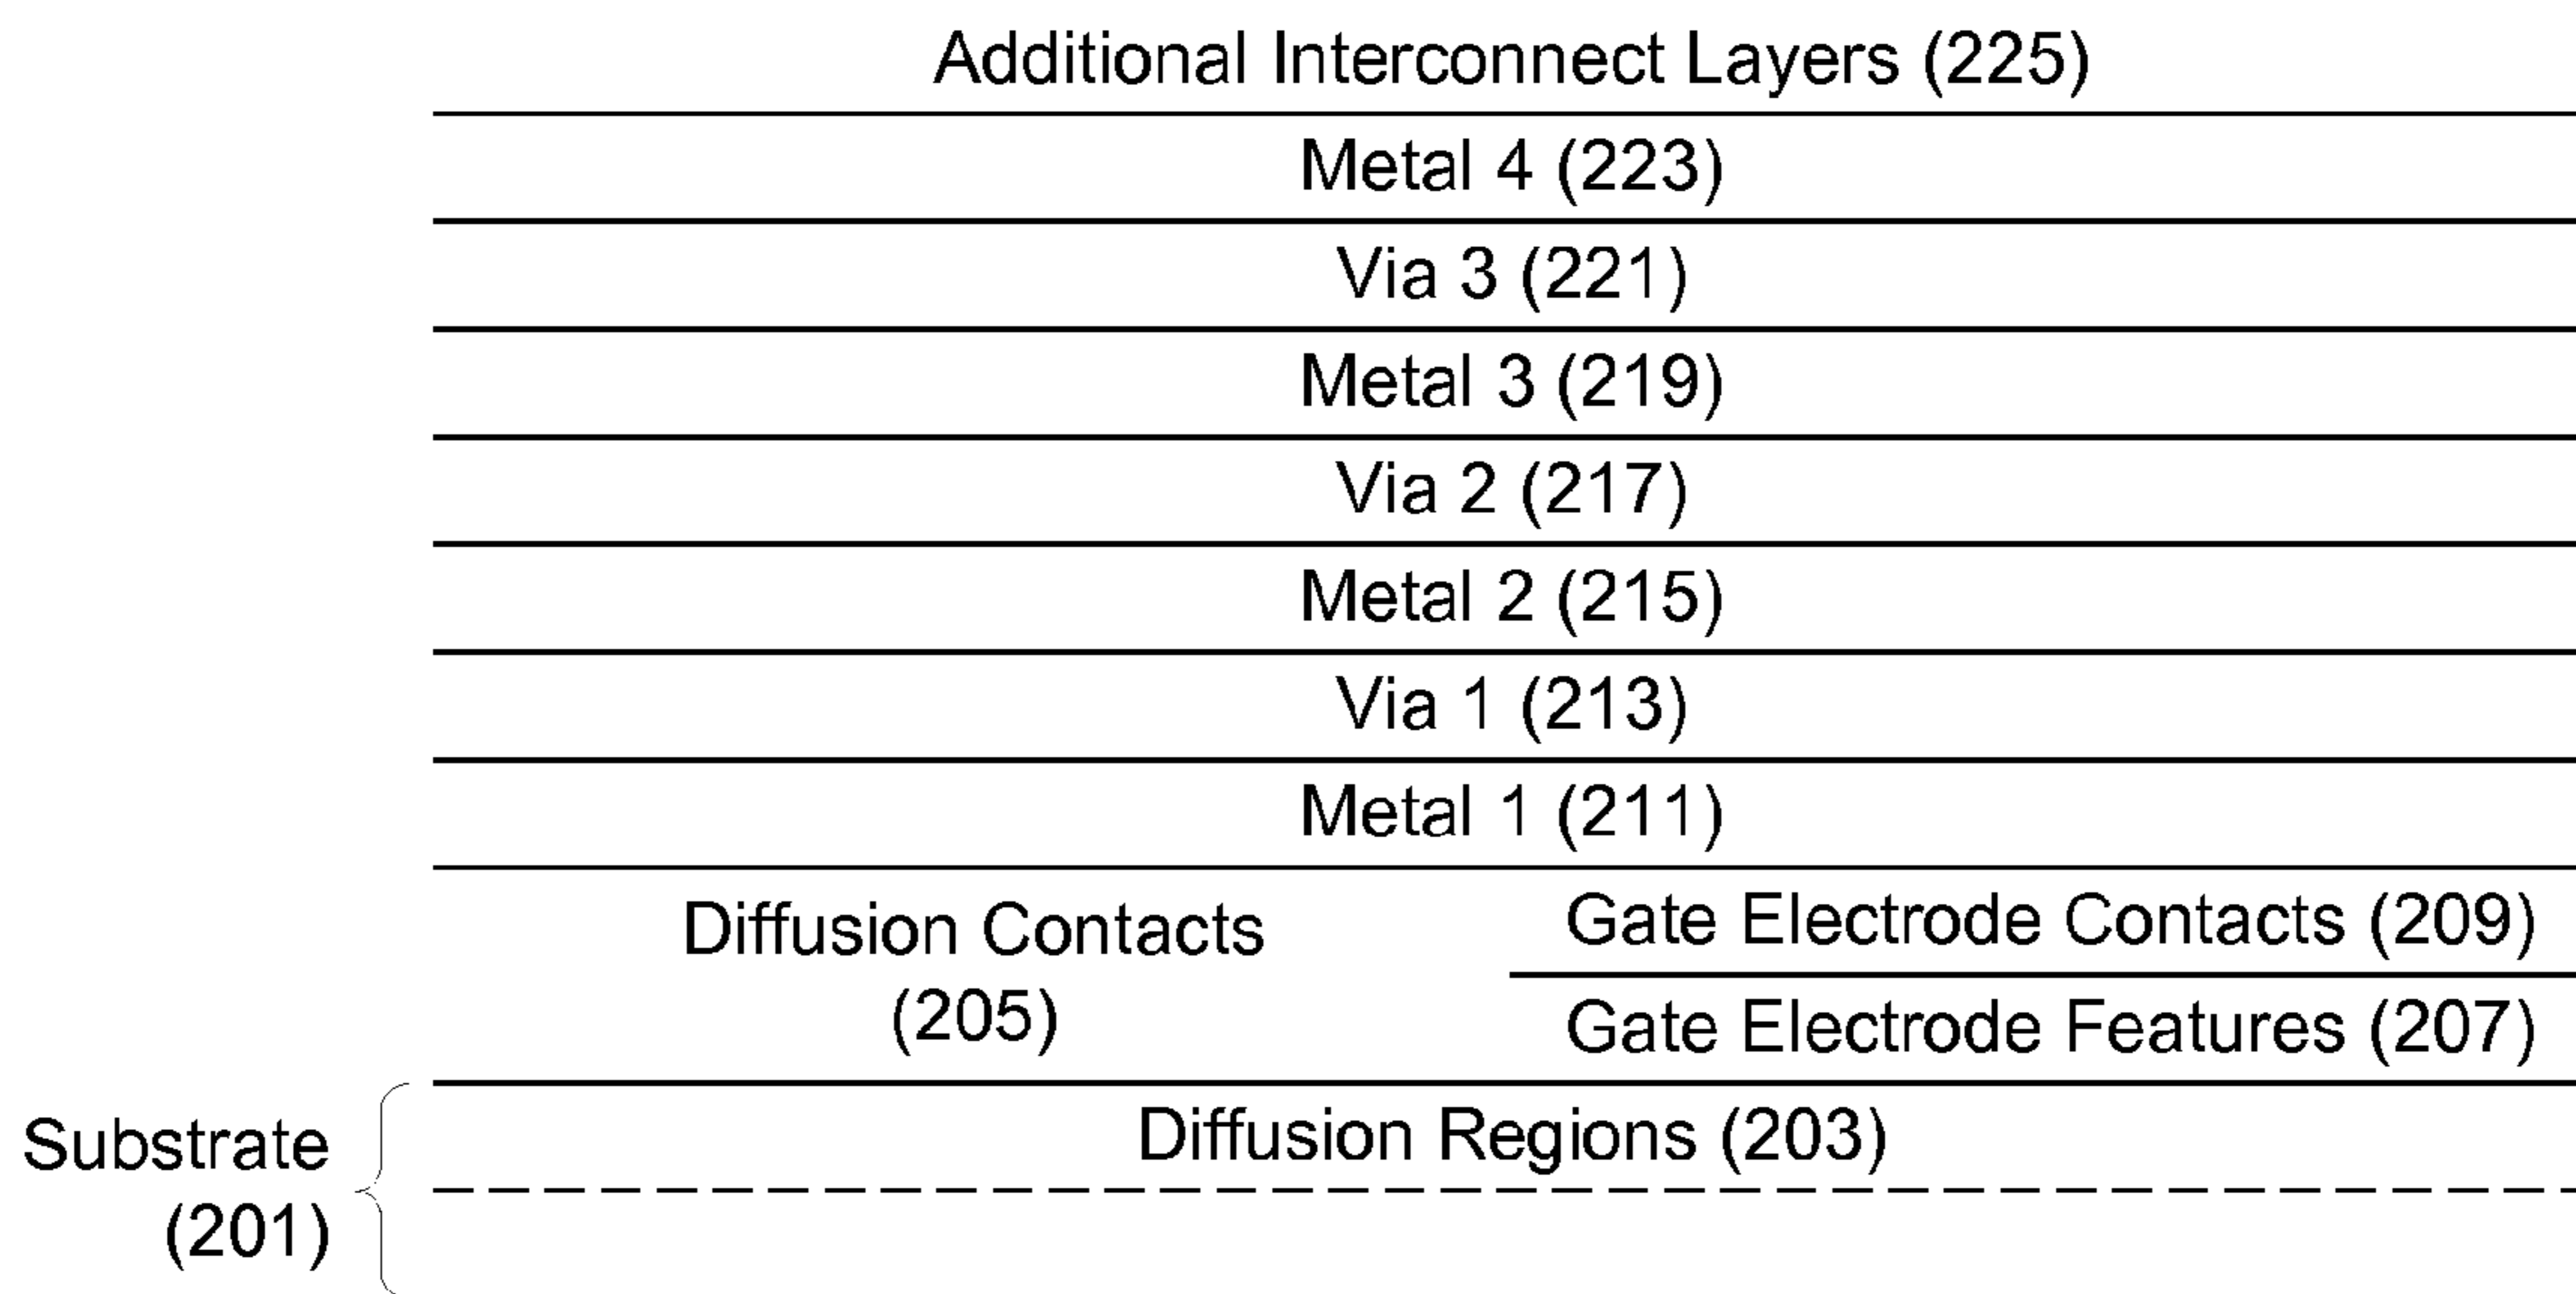 Additional Interconnect Layers (225)
Metal 4 (223)
Via 3 (221)
Metal 3 (219)
Via 2 (217)
Metal 2 (215)
Via 1 (213)
Metal 1 (211)
Diffusion Contacts
(205)
Gate Electrode Contacts (209)
Gate Electrode Features (207)
Substrate
(201)
Diffusion Regions (203)